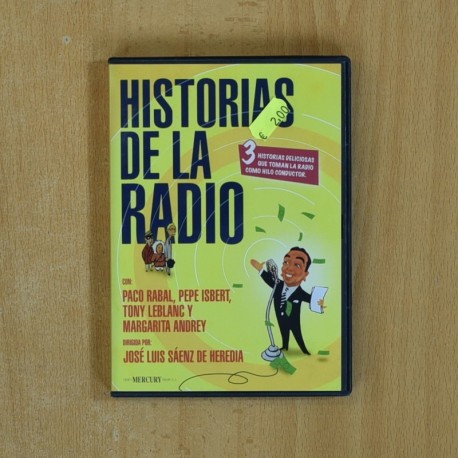 HISTORIAS
DE LA
RADIO
€ 2,00
3 HISTORIAS DELICIOSAS
QUE TOMAN LA RADIO
COMO HILO CONDUCTOR.
CON:
PACO RABAL, PEPE ISBERT,
TONY LEBLANC Y
MARGARITA ANDREY
DIRIGIDA POR:
JOSÉ LUIS SÁENZ DE HEREDIA
MERCURY